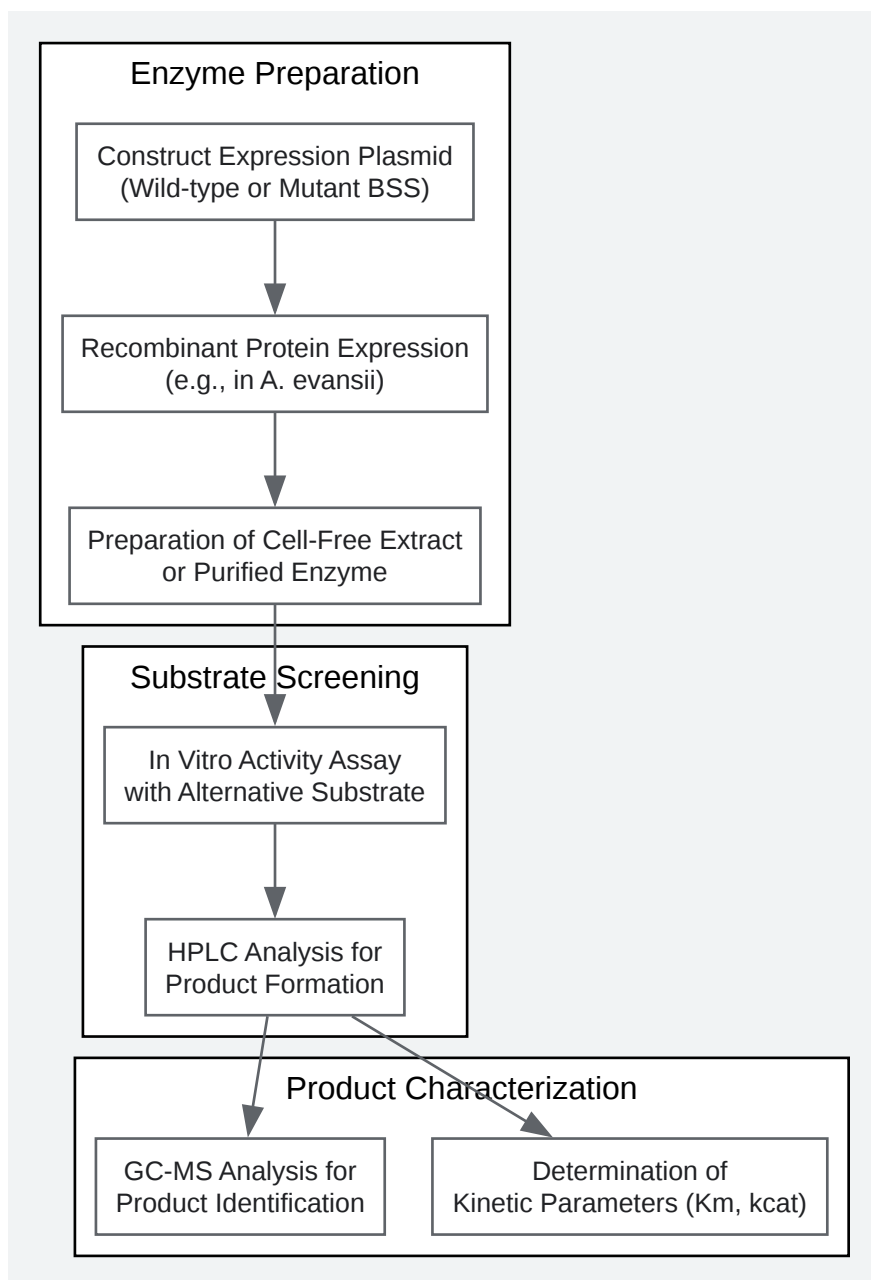 Enzyme Preparation
Construct Expression Plasmid
(Wild-type or Mutant BSS)
Recombinant Protein Expression
(e.g., in A. evansii)
Preparation of Cell-Free Extract
or Purified Enzyme
Substrate Screening
In Vitro Activity Assay
with Alternative Substrate
HPLC Analysis for
Product Formation
Product Characterization
GC-MS Analysis for
Product Identification
Determination of
Kinetic Parameters (Km, kcat)